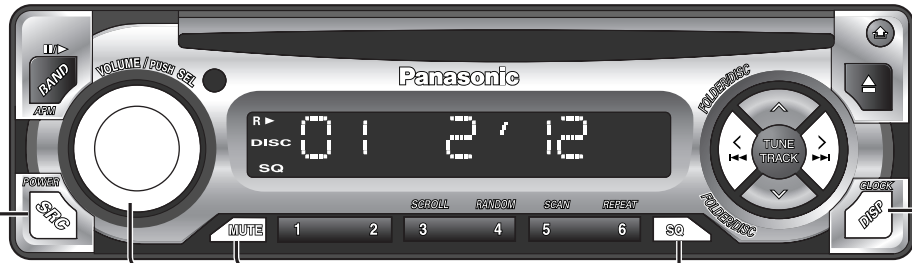 VOLUME / PUSH SEL
BAND
APM
Panasonic
R
DISC
SQ
01 2' 12
FOLDER/DISC
TUNE
TRACK
FOLDER/DISC
POWER
SRC
CLOCK
DISP
MUTE
SCROLL RANDOM SCAN REPEAT
1 2 3 4 5 6
SQ